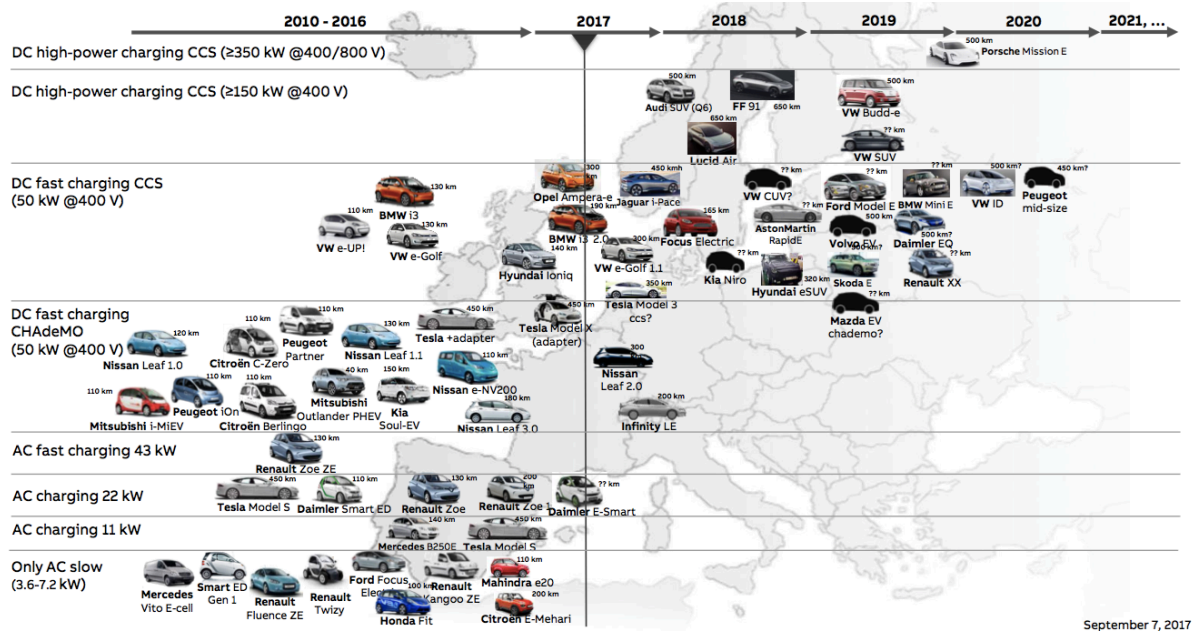 2010 - 2016
2017
2018
2019
2020
2021, ...
DC high-power charging CCS (≥350 kW @400/800 V)
500 km
Porsche Mission E
DC high-power charging CCS (≥150 kW @400 V)
500 km
Audi SUV (Q6)
FF 91
650 km
500 km
VW Budd-e
650 km
Lucid Air
?? km
VW SUV
DC fast charging CCS
(50 kW @400 V)
130 km
BMW i3
110 km
VW e-UP!
130 km
VW e-Golf
300 km
Opel Ampera-e
450 kmh
Jaguar i-Pace
?? km
VW CUV?
?? km
Ford Model E
?? km
BMW Mini E
500 km?
VW ID
450 km?
Peugeot
mid-size
190 km
BMW i3 2.0
165 km
Focus Electric
?? km
AstonMartin
RapidE
500 km
Volvo EV
500 km?
Daimler EQ
140 km
Hyundai Ioniq
300 km
VW e-Golf 1.1
?? km
Kia Niro
320 km
Hyundai eSUV
500km?
Skoda E
?? km
Renault XX
350 km
Tesla Model 3
ccs?
?? km
Mazda EV
chademo?
DC fast charging
CHAdeMO
(50 kW @400 V)
120 km
Nissan Leaf 1.0
110 km
Citroën C-Zero
110 km
Peugeot
Partner
130 km
Nissan Leaf 1.1
450 km
Tesla +adapter
450 km
Tesla Model X
(adapter)
110 km
Nissan e-NV200
300 km
Nissan
Leaf 2.0
110 km
Mitsubishi i-MiEV
110 km
Peugeot iOn
110 km
Citroën Berlingo
40 km
Mitsubishi
Outlander PHEV
150 km
Kia
Soul-EV
180 km
Nissan Leaf 3.0
200 km
Infinity LE
AC fast charging 43 kW
130 km
Renault Zoe ZE
AC charging 22 kW
450 km
Tesla Model S
110 km
Daimler Smart ED
130 km
Renault Zoe
200 km
Renault Zoe 1
?? km
Daimler E-Smart
AC charging 11 kW
140 km
Mercedes B250E
450 km
Tesla Model S
Only AC slow
(3.6-7.2 kW)
Mercedes
Vito E-cell
Smart ED
Gen 1
Renault
Fluence ZE
Renault
Twizy
Ford Focus
100 km
Honda Fit
Renault
Kangoo ZE
110 km
Mahindra e20
200 km
Citroën E-Mehari
September 7, 2017